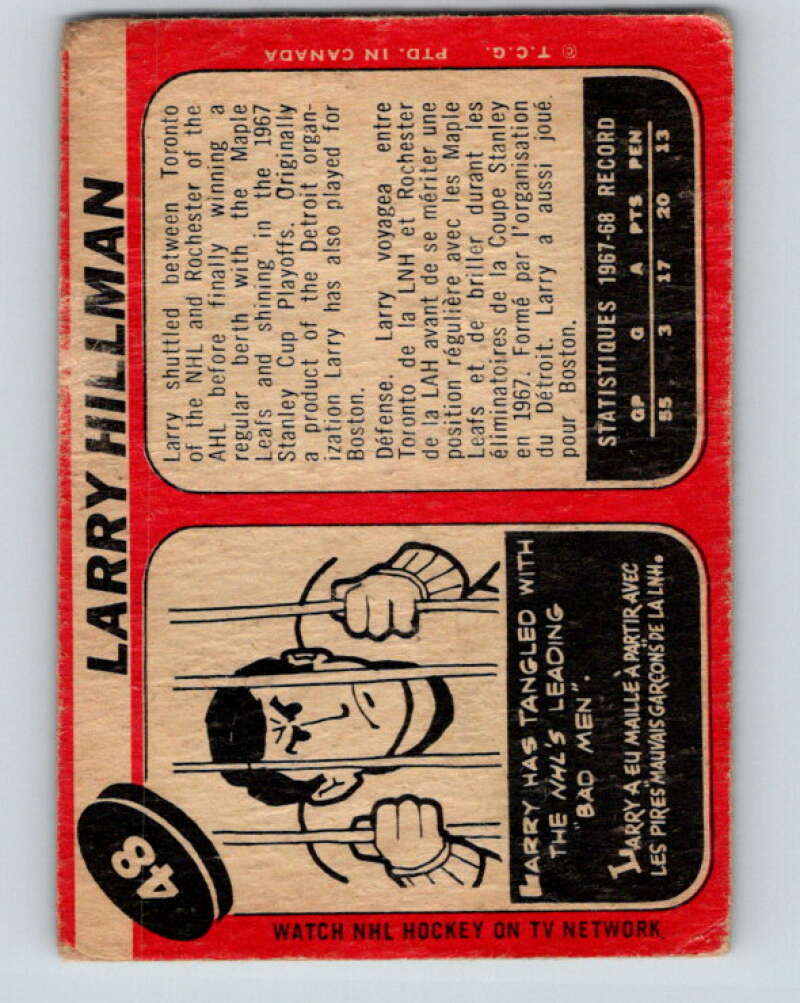 48
LARRY HILLMAN
WATCH NHL HOCKEY ON TV NETWORK
LARRY HAS TANGLED WITH
THE NHL'S LEADING
"BAD MEN".
LARRY A EU MAILLE À PARTIR AVEC
LES PIRES "MAUVAIS GARÇONS" DE LA LNH.
Larry shuttled between Toronto
of the NHL and Rochester of the
AHL before finally winning a
regular berth with the Maple
Leafs and shining in the 1967
Stanley Cup Playoffs. Originally
a product of the Detroit organ-
ization Larry has also played for
Boston.
Défense. Larry voyagea entre
Toronto de la LNH et Rochester
de la LAH avant de se mériter une
position régulière avec les Maple
Leafs et de briller durant les
éliminatoires de la Coupe Stanley
en 1967. Formé par l'organisation
du Détroit. Larry a aussi joué
pour Boston.
STATISTIQUES 1967-68 RECORD
GP G A PTS PEN
55 3 17 20 13
© T.C.G. PTD. IN CANADA